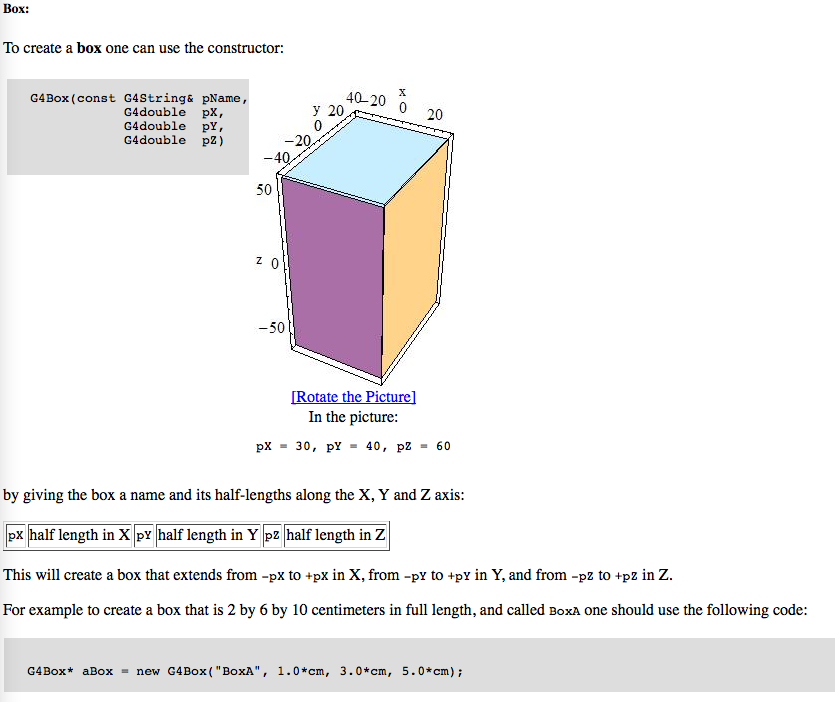 Box:
To create a box one can use the constructor:
G4Box(const G4String& pName,
G4double pX,
G4double pY,
G4double pZ)
40 -20 x
y 20 0 20
0
-20
-40
50
z 0
-50
[Rotate the Picture]
In the picture:
pX = 30, pY = 40, pZ = 60
by giving the box a name and its half-lengths along the X, Y and Z axis:
pX half length in X pY half length in Y pZ half length in Z
This will create a box that extends from -pX to +pX in X, from -pY to +pY in Y, and from -pZ to +pZ in Z.
For example to create a box that is 2 by 6 by 10 centimeters in full length, and called BoxA one should use the following code:
G4Box* aBox = new G4Box("BoxA", 1.0*cm, 3.0*cm, 5.0*cm);